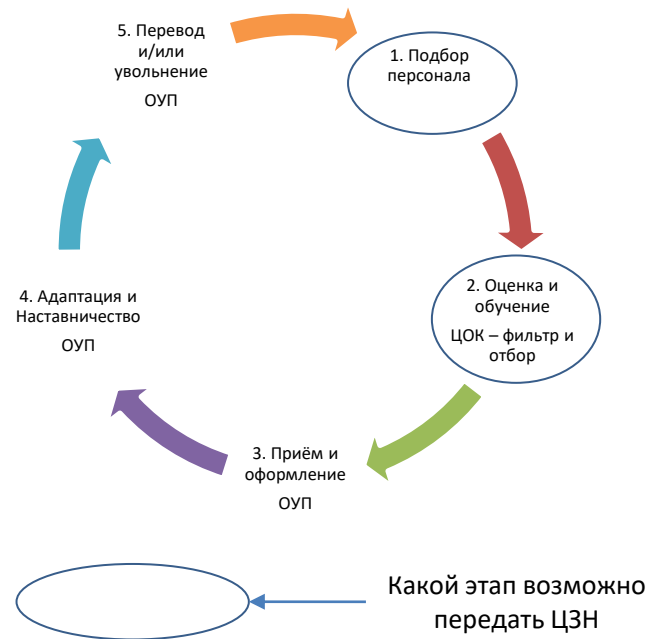 1. Подбор
персонала
2. Оценка и
обучение
ЦОК – фильтр и
отбор
3. Приём и
оформление
ОУП
4. Адаптация и
Наставничество
ОУП
5. Перевод
и/или
увольнение
ОУП
Какой этап возможно
передать ЦЗН